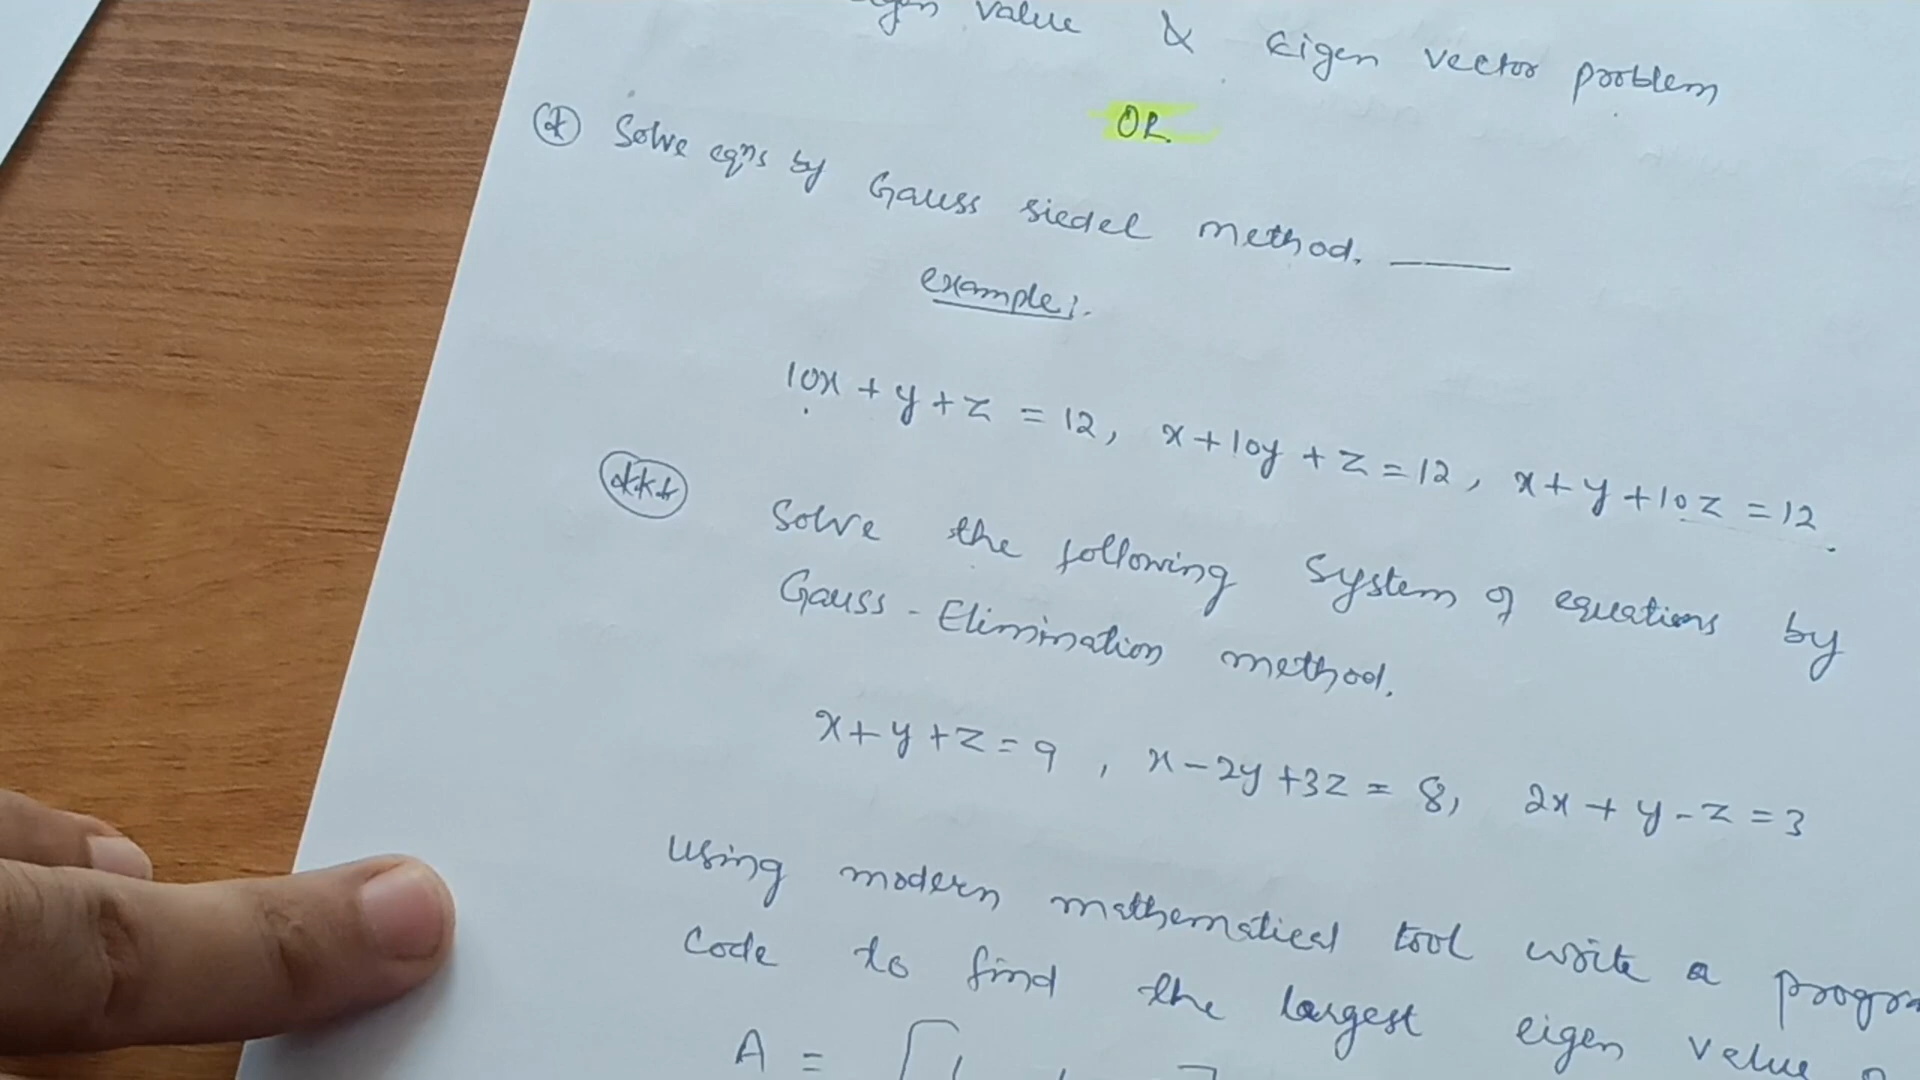 value & Eigen vector problem
OR
Solve eqns by Gauss siedel method.
example:
10x + y + z = 12, x + 10y + z = 12, x + y + 10z = 12.
Solve the following system of equations by
Gauss - Elimination method.
x + y + z = 9, x - 2y + 3z = 8, 2x + y - z = 3
Using modern mathematical tool write a
Code to find the largest eigen value
A =